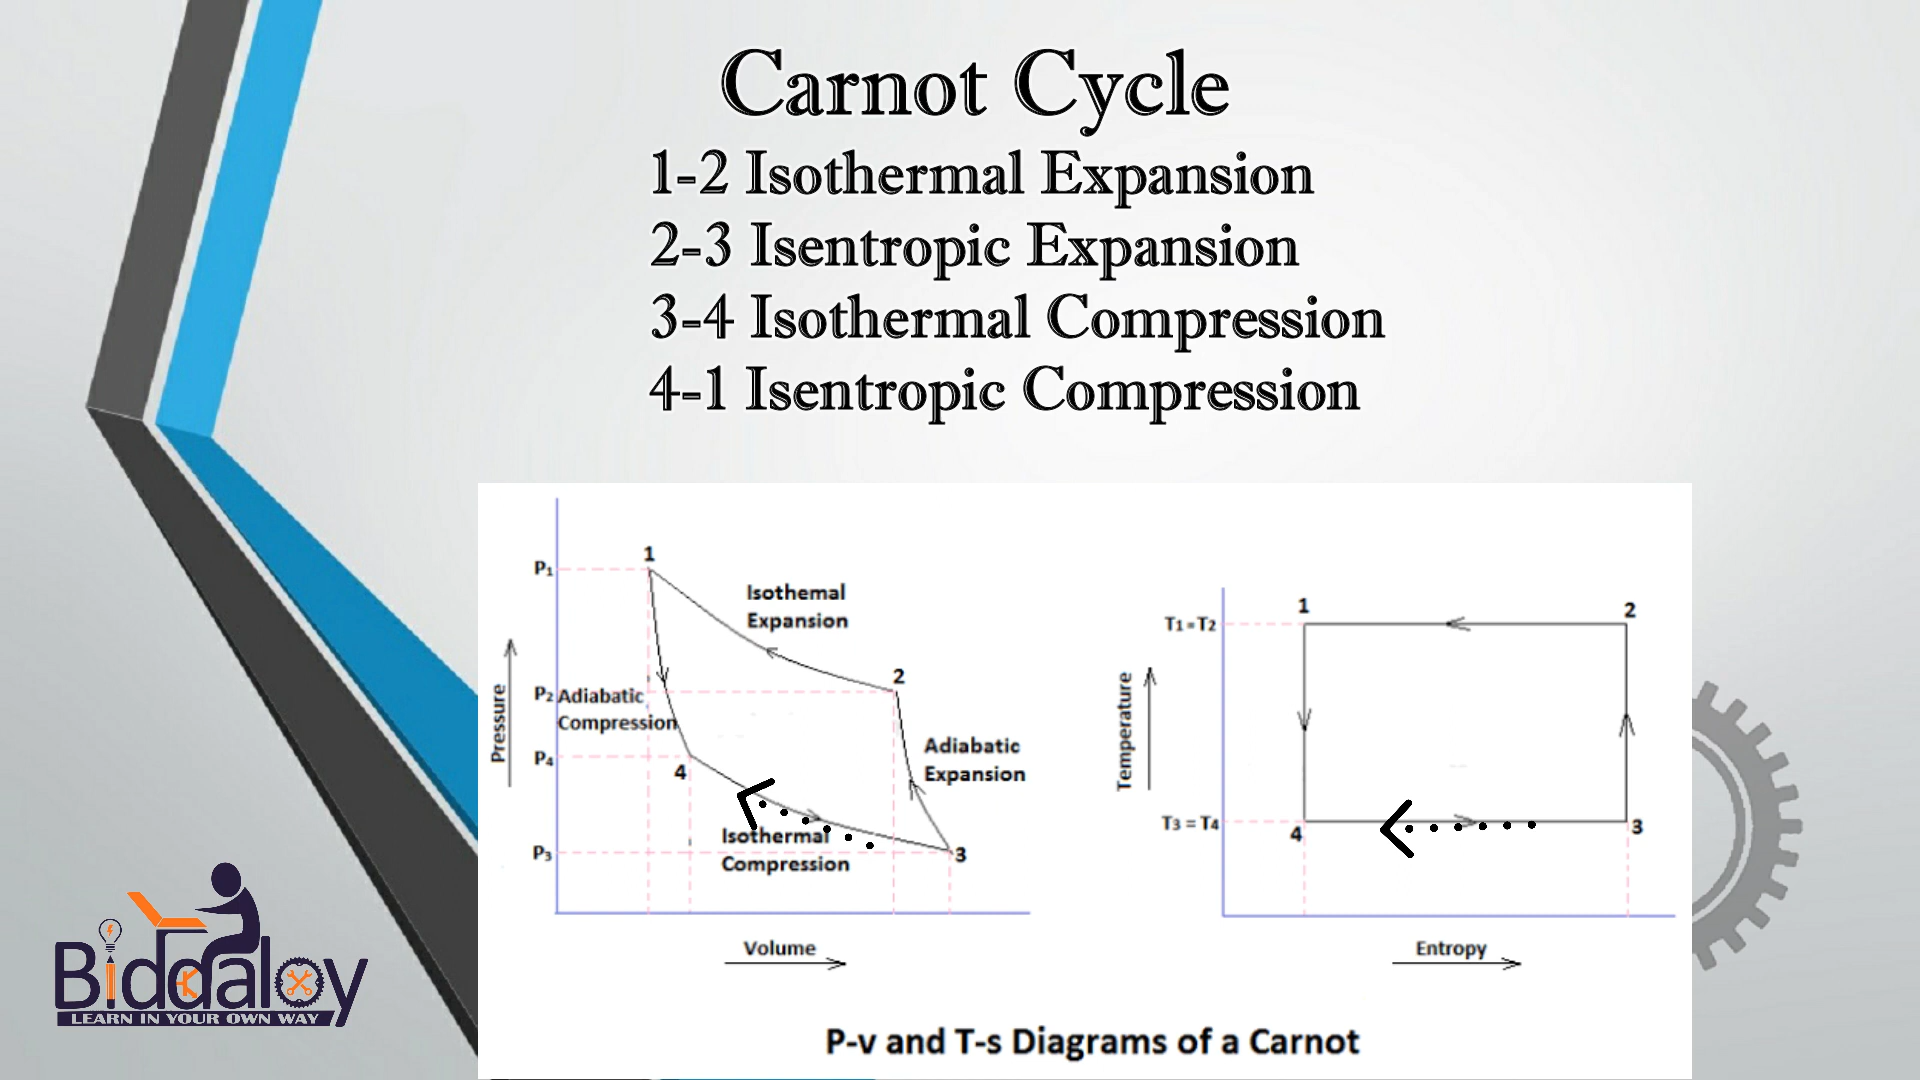 Carnot Cycle
1-2 Isothermal Expansion
2-3 Isentropic Expansion
3-4 Isothermal Compression
4-1 Isentropic Compression
1
P1
Isothemal
Expansion
2
P2
Adiabatic
Compression
Pressure
Adiabatic
Expansion
P4
4
Isothermal
Compression
P3
3
Volume
1
2
T1=T2
Temperature
T3 = T4
4
3
Entropy
P-v and T-s Diagrams of a Carnot
Biddaloy
LEARN IN YOUR OWN WAY